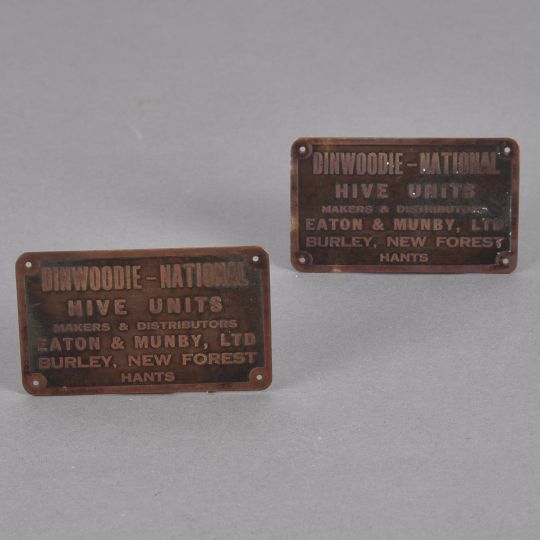 DINWOODIE-NATIONAL
HIVE UNITS
MAKERS & DISTRIBUTORS
EATON & MUNBY, LTD
BURLEY, NEW FOREST
HANTS
DINWOODIE-NATIONAL
HIVE UNITS
MAKERS & DISTRIBUTORS
EATON & MUNBY, LTD
BURLEY, NEW FOREST
HANTS